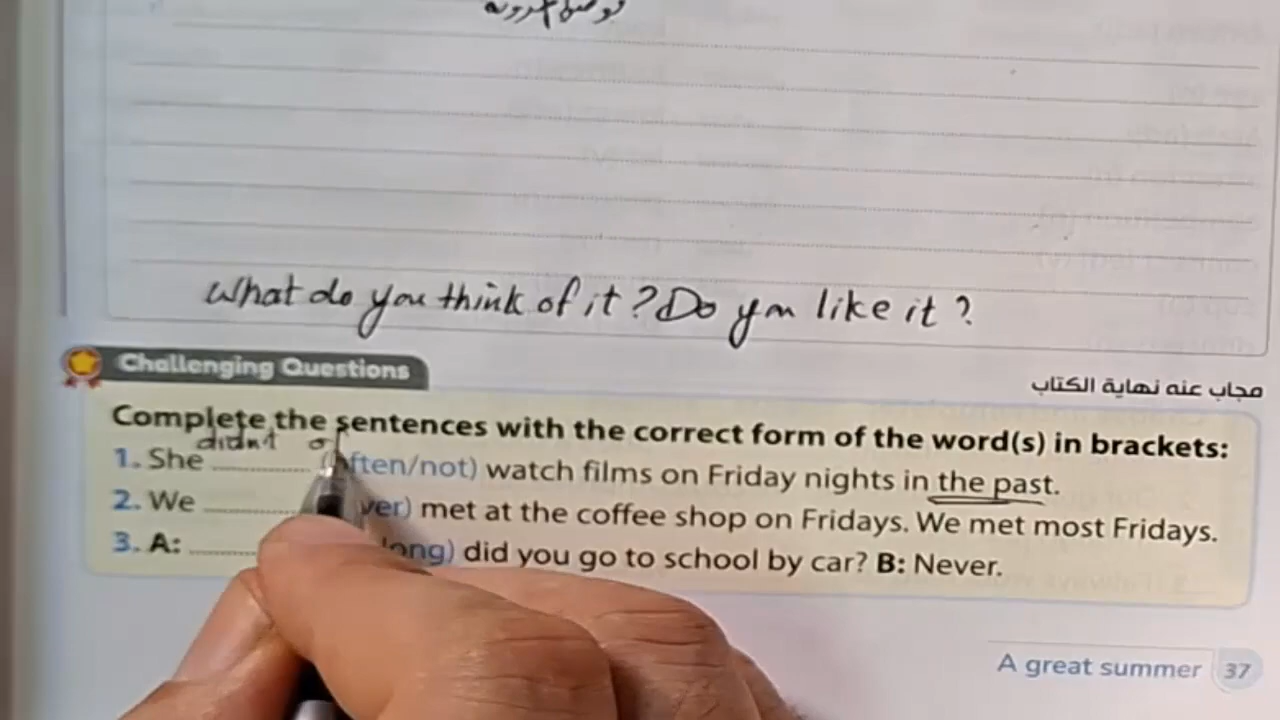 What do you think of it? Do you like it?
Challenging Questions
مجاب عنه نهاية الكتاب
Complete the sentences with the correct form of the word(s) in brackets:
didn't o
1. She ............ (often/not) watch films on Friday nights in the past.
2. We ............ ver) met at the coffee shop on Fridays. We met most Fridays.
3. A: ............ long) did you go to school by car? B: Never.
A great summer 37